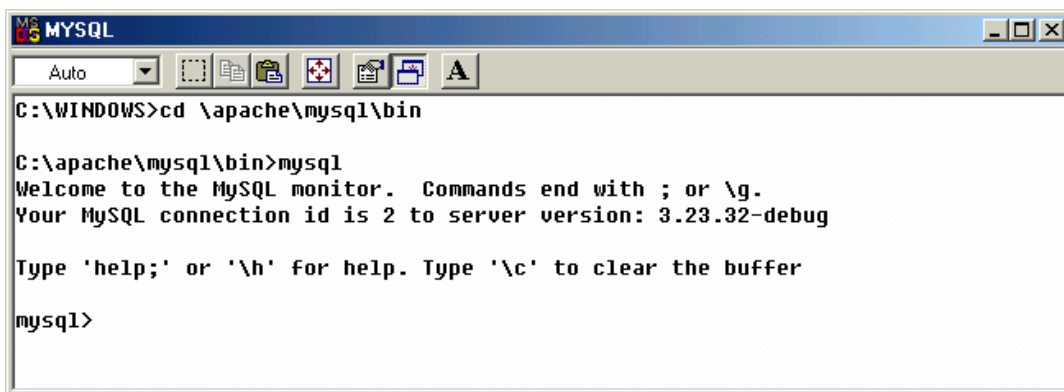 MYSQL
Auto
A
C:\WINDOWS>cd \apache\mysql\bin
C:\apache\mysql\bin>mysql
Welcome to the MySQL monitor.  Commands end with ; or \g.
Your MySQL connection id is 2 to server version: 3.23.32-debug
Type 'help;' or '\h' for help. Type '\c' to clear the buffer
mysql>